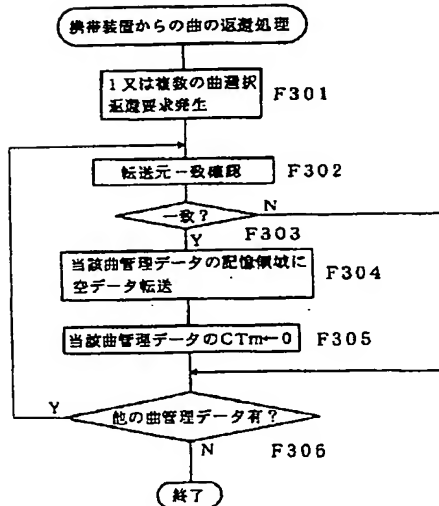 携帯装置からの曲の返還処理
1又は複数の曲選択
返還要求発生
F301
転送元一致確認
F302
一致?
N
Y
F303
当該曲管理データの記憶領域に
空データ転送
F304
当該曲管理データのCTm←0
F305
Y
他の曲管理データ有?
N
F306
終了